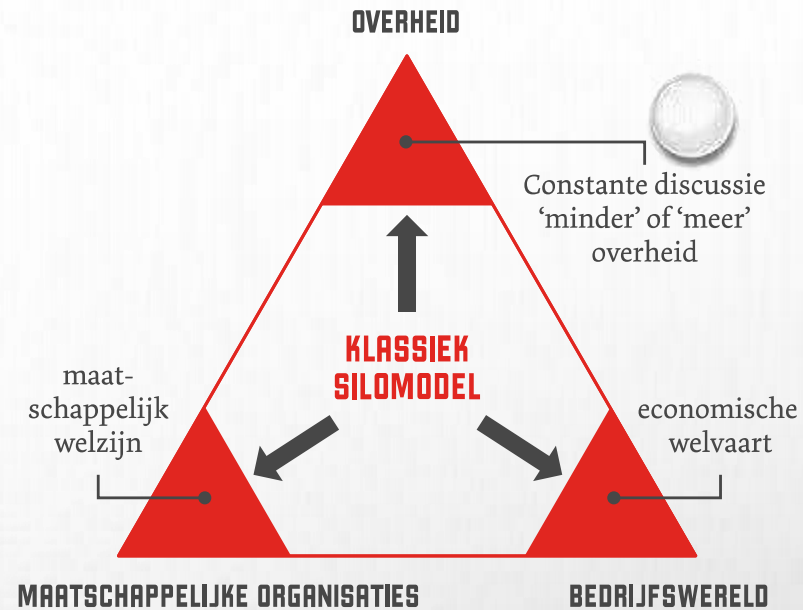 OVERHEID
Constante discussie
‘minder’ of ‘meer’
overheid
KLASSIEK
SILOMODEL
maat-
schappelijk
welzijn
economische
welvaart
MAATSCHAPPELIJKE ORGANISATIES
BEDRIJFSWERELD